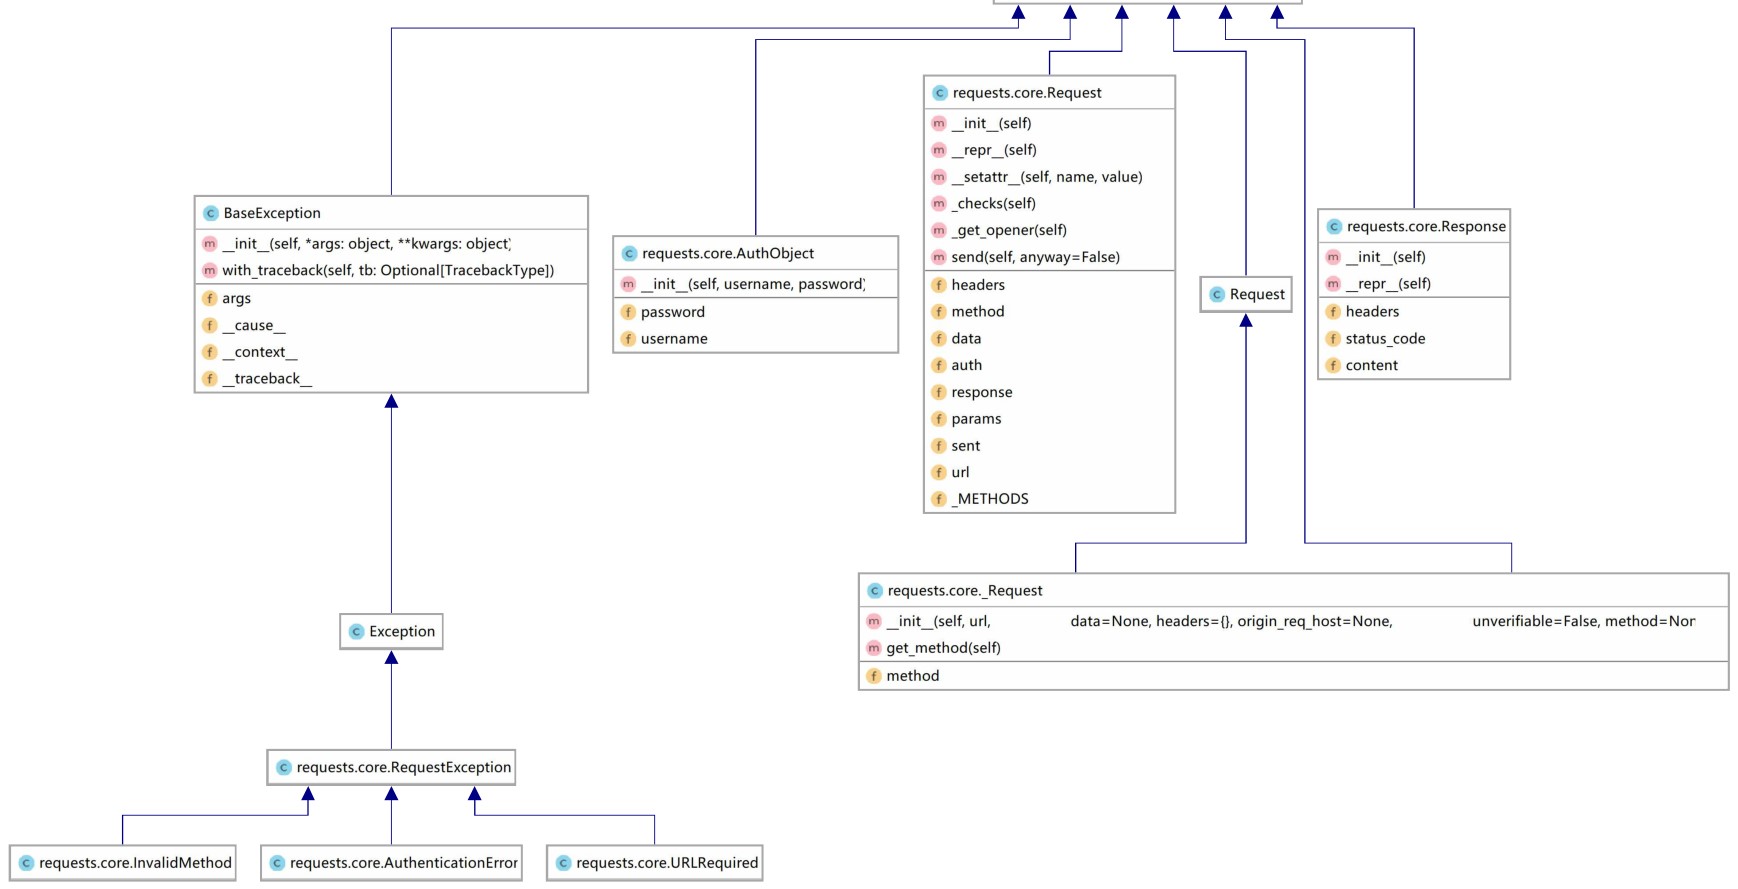 requests.core.Request
__init__(self)
__repr__(self)
__setattr__(self, name, value)
_checks(self)
_get_opener(self)
send(self, anyway=False)
headers
method
data
auth
response
params
sent
url
_METHODS
BaseException
__init__(self, *args: object, **kwargs: object)
with_traceback(self, tb: Optional[TracebackType])
args
__cause__
__context__
__traceback__
requests.core.AuthObject
__init__(self, username, password)
password
username
Request
requests.core.Response
__init__(self)
__repr__(self)
headers
status_code
content
requests.core._Request
__init__(self, url, data=None, headers={}, origin_req_host=None, unverifiable=False, method=Nor
get_method(self)
method
Exception
requests.core.RequestException
requests.core.InvalidMethod
requests.core.AuthenticationError
requests.core.URLRequired